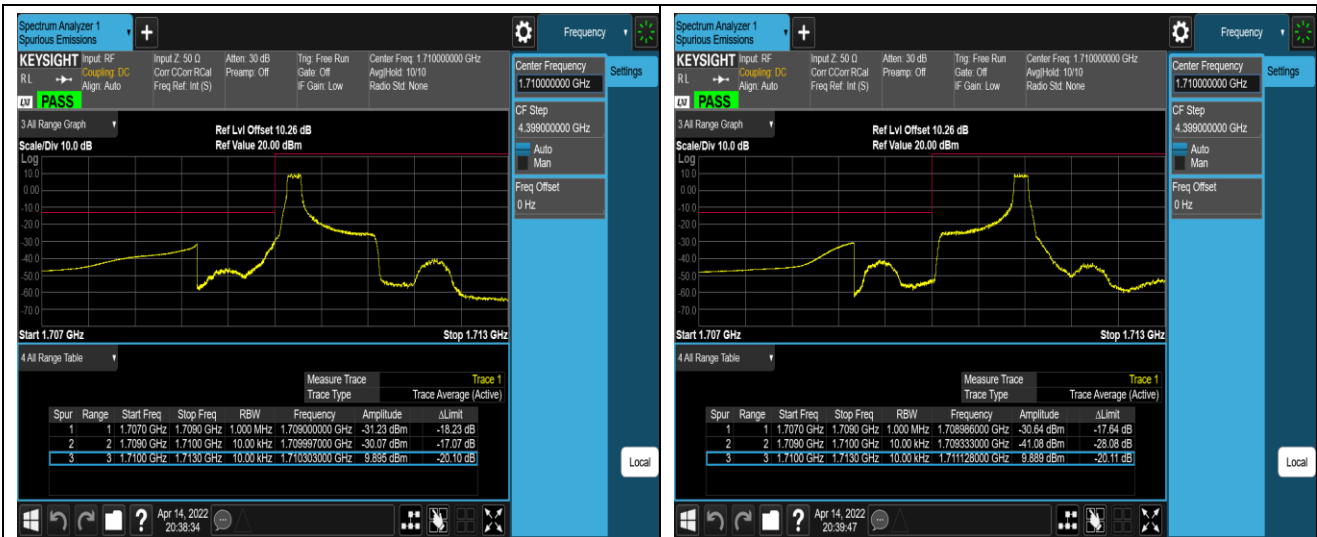 Spectrum Analyzer 1
Spurious Emissions
+
Frequency
KEYSIGHT
RL
Input: RF
Coupling: DC
Align: Auto
Input Z: 50 Ω
Corr CCorr RCal
Freq Ref: Int (S)
Atten: 30 dB
Preamp: Off
Trig: Free Run
Gate: Off
IF Gain: Low
Center Freq: 1.710000000 GHz
Avg|Hold: 10/10
Radio Std: None
LXI PASS
Center Frequency
1.710000000 GHz
Settings
CF Step
4.399000000 GHz
Auto
Man
Freq Offset
0 Hz
3 All Range Graph
Ref Lvl Offset 10.26 dB
Scale/Div 10.0 dB
Ref Value 20.00 dBm
Log
10.0
0.00
-10.0
-20.0
-30.0
-40.0
-50.0
-60.0
-70.0
Start 1.707 GHz
Stop 1.713 GHz
4 All Range Table
Measure Trace Trace 1
Trace Type Trace Average (Active)
Spur Range Start Freq Stop Freq RBW Frequency Amplitude ΔLimit
1 1 1.7070 GHz 1.7090 GHz 1.000 MHz 1.709000000 GHz -31.23 dBm -18.23 dB
2 2 1.7090 GHz 1.7100 GHz 10.00 kHz 1.709997000 GHz -30.07 dBm -17.07 dB
3 3 1.7100 GHz 1.7130 GHz 10.00 kHz 1.710303000 GHz 9.895 dBm -20.10 dB
Local
?
Apr 14, 2022
20:38:34
Spectrum Analyzer 1
Spurious Emissions
+
Frequency
KEYSIGHT
RL
Input: RF
Coupling: DC
Align: Auto
Input Z: 50 Ω
Corr CCorr RCal
Freq Ref: Int (S)
Atten: 30 dB
Preamp: Off
Trig: Free Run
Gate: Off
IF Gain: Low
Center Freq: 1.710000000 GHz
Avg|Hold: 10/10
Radio Std: None
LXI PASS
Center Frequency
1.710000000 GHz
Settings
CF Step
4.399000000 GHz
Auto
Man
Freq Offset
0 Hz
3 All Range Graph
Ref Lvl Offset 10.26 dB
Scale/Div 10.0 dB
Ref Value 20.00 dBm
Log
10.0
0.00
-10.0
-20.0
-30.0
-40.0
-50.0
-60.0
-70.0
Start 1.707 GHz
Stop 1.713 GHz
4 All Range Table
Measure Trace Trace 1
Trace Type Trace Average (Active)
Spur Range Start Freq Stop Freq RBW Frequency Amplitude ΔLimit
1 1 1.7070 GHz 1.7090 GHz 1.000 MHz 1.708986000 GHz -30.64 dBm -17.64 dB
2 2 1.7090 GHz 1.7100 GHz 10.00 kHz 1.709333000 GHz -41.08 dBm -28.08 dB
3 3 1.7100 GHz 1.7130 GHz 10.00 kHz 1.711128000 GHz 9.889 dBm -20.11 dB
Local
?
Apr 14, 2022
20:39:47